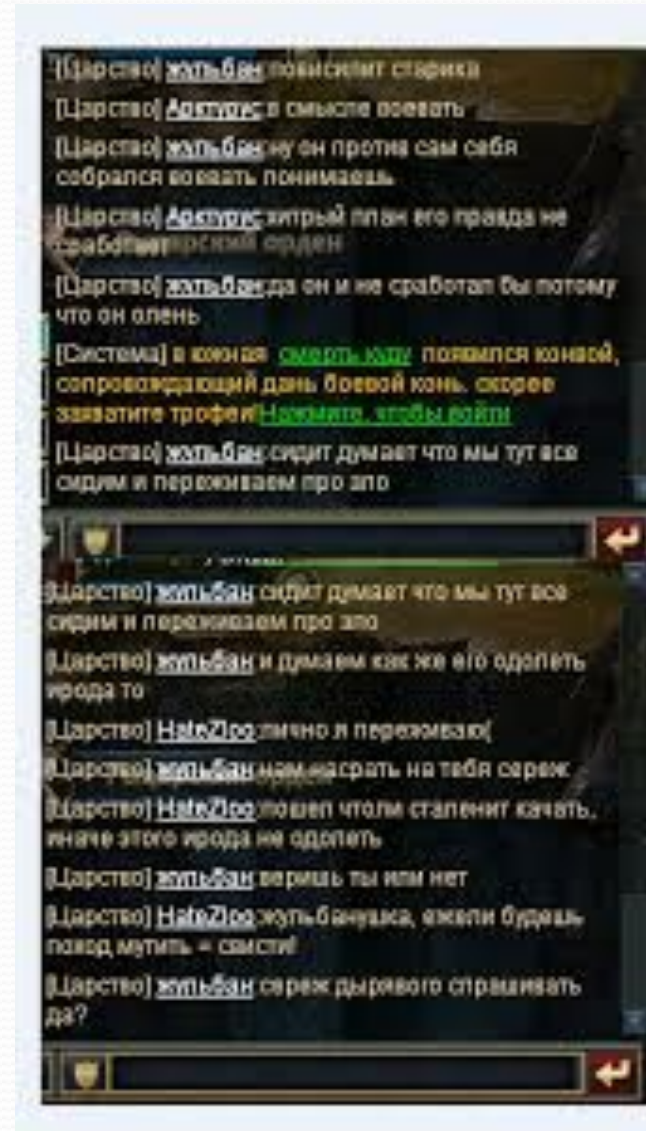 [Царство] жульбан:повисилит старика
[Царство] Арктурус:в смысле воевать
[Царство] жульбан:ну он против сам себя
собрался воевать понимаешь
[Царство] Арктурус:хитрый план его правда не
сработает орден
[Царство] жульбан:да он и не сработал бы потому
что он олень
[Система] в южная смерть куду появился конвой,
сопровождающий дань боевой конь. скорее
захватите трофеи!Нажмите, чтобы войти
[Царство] жульбан:сидит думает что мы тут все
сидим и переживаем про зло
[Царство] жульбан:сидит думает что мы тут все
сидим и переживаем про зло
[Царство] жульбан:и думаем как же его одолеть
ирода то
[Царство] HateZloo:лично я переживаю(
[Царство] жульбан:нам насрать на тебя сереж
[Царство] HateZloo:пошел чтоли сталенит качать,
иначе этого ирода не одолеть
[Царство] жульбан:веришь ты или нет
[Царство] HateZloo:жульбанушка, ежели будешь
поход мутить = свисти!
[Царство] жульбан:сереж дырявого спрашивать
да?